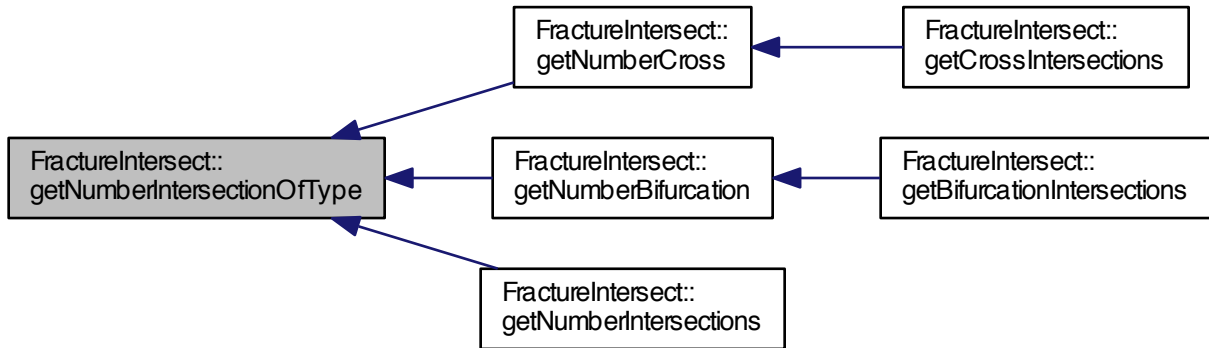 FractureIntersect::
getNumberCross
FractureIntersect::
getCrossIntersections
FractureIntersect::
getNumberIntersectionOfType
FractureIntersect::
getNumberBifurcation
FractureIntersect::
getBifurcationIntersections
FractureIntersect::
getNumberIntersections